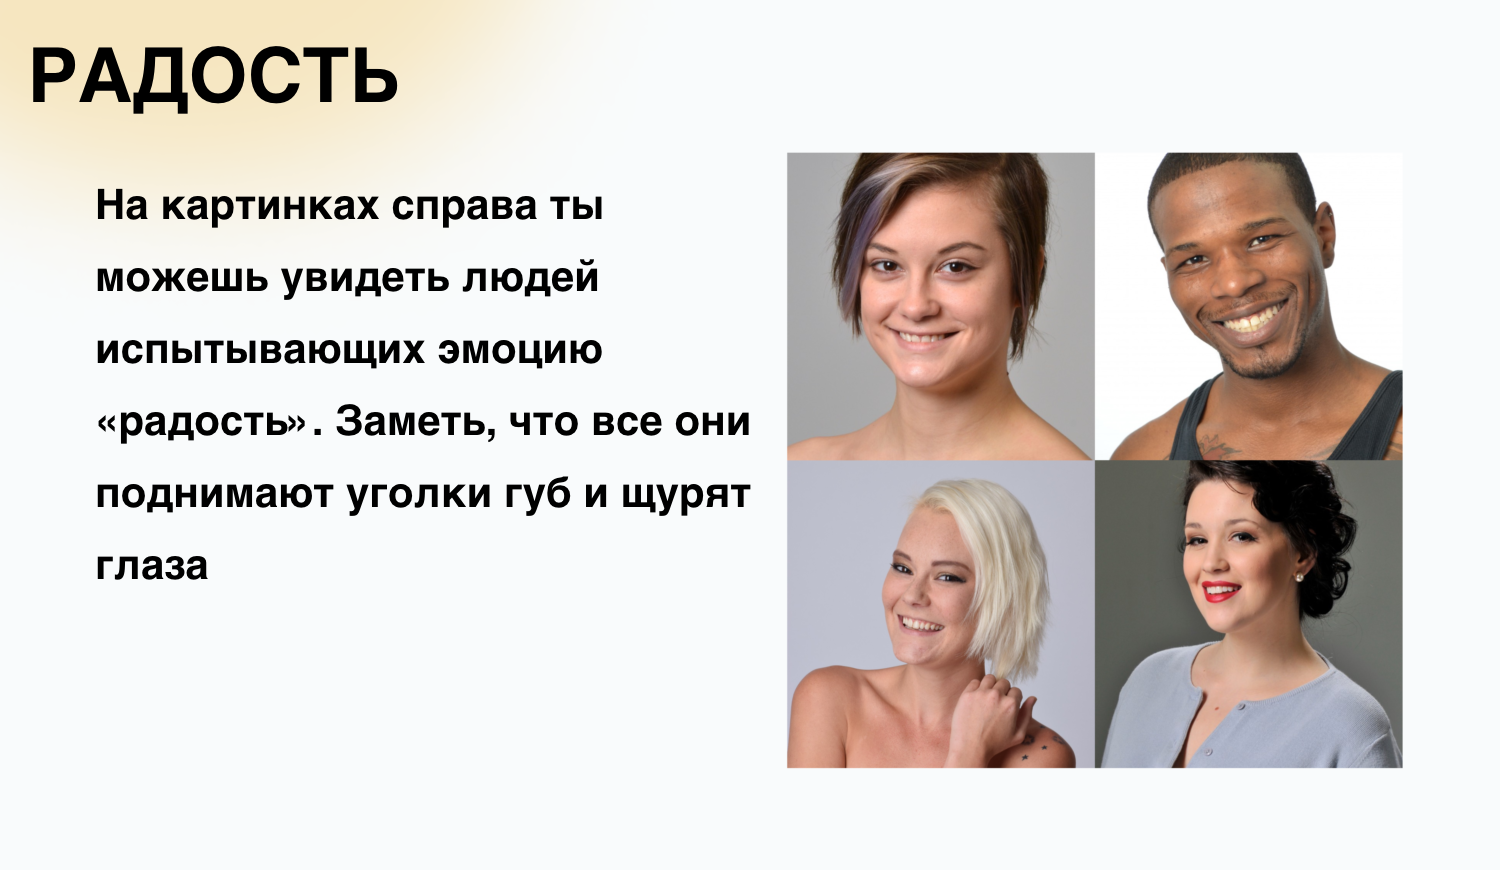 РАДОСТЬ
На картинках справа ты
можешь увидеть людей
испытывающих эмоцию
«радость». Заметь, что все они
поднимают уголки губ и щурят
глаза